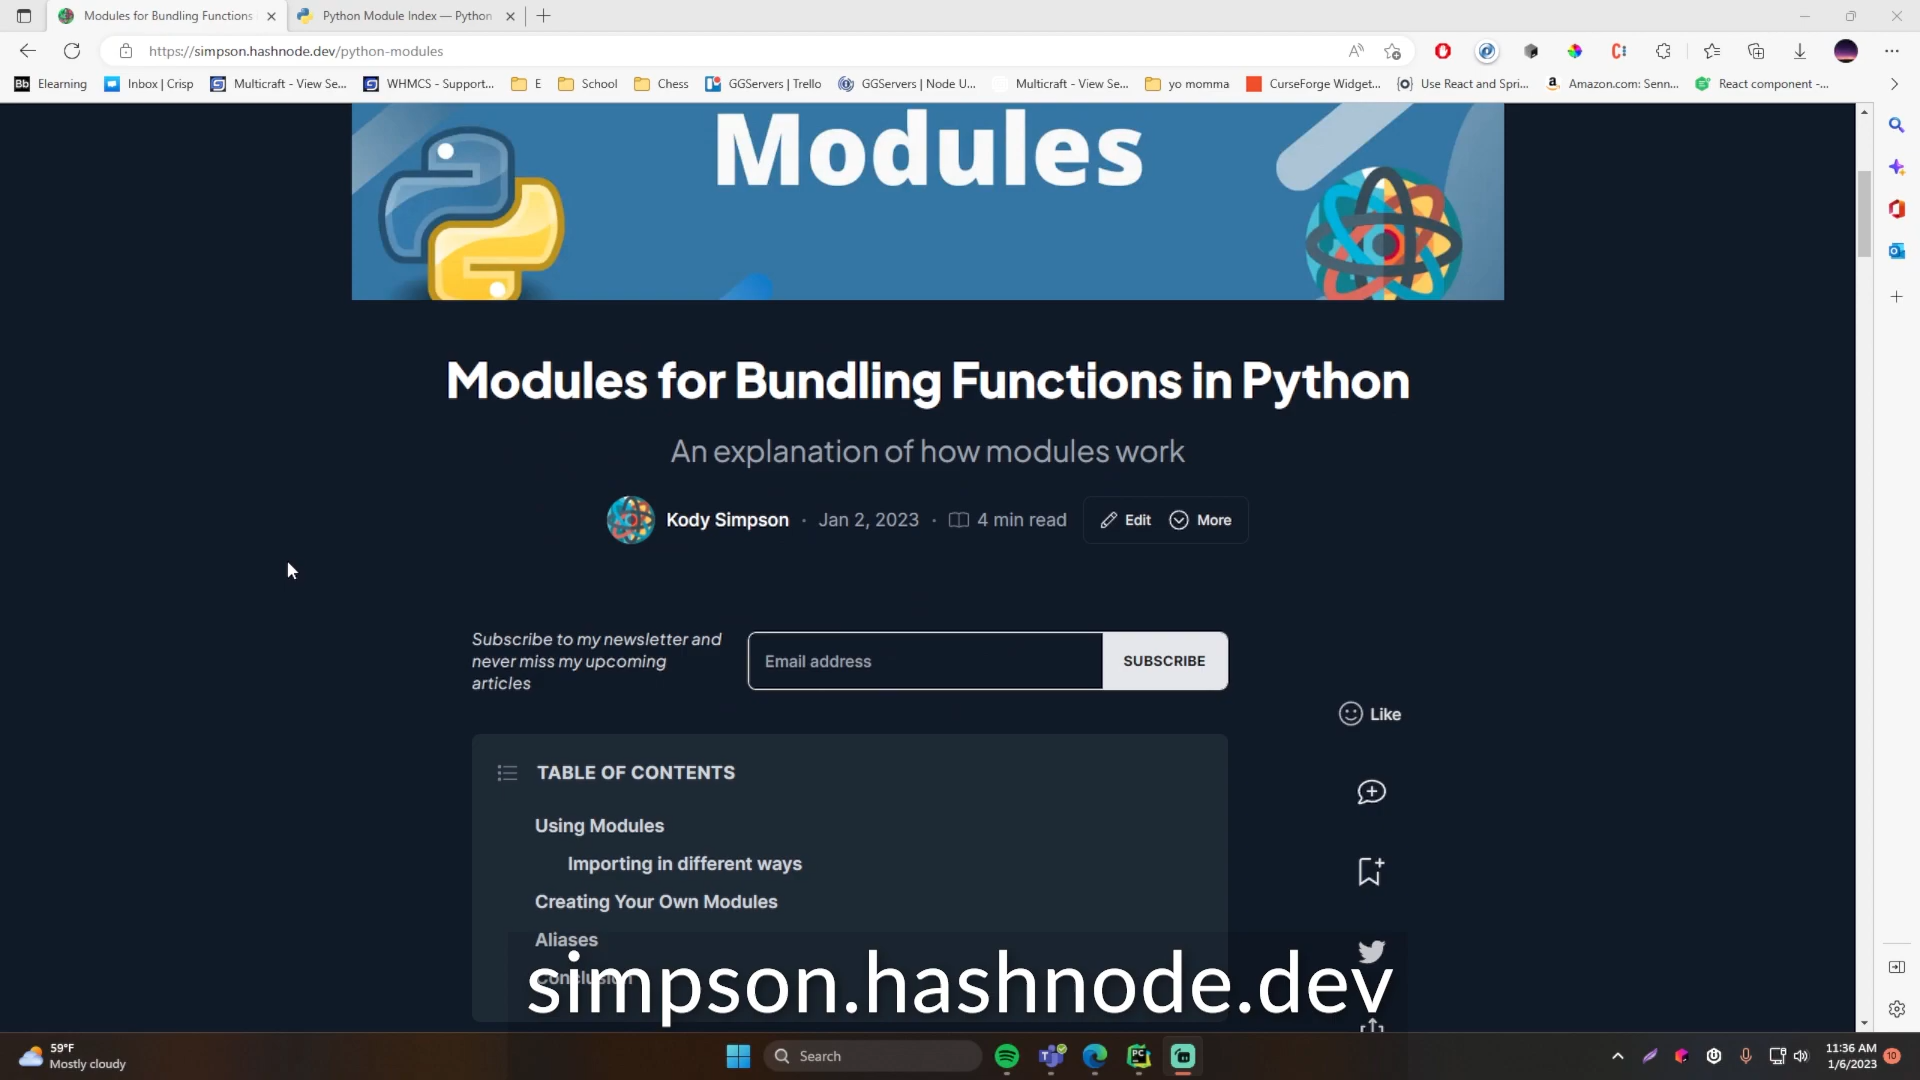 Modules for Bundling Functions
Python Module Index — Python
https://simpson.hashnode.dev/python-modules
Bb Elearning
Inbox | Crisp
Multicraft - View Se...
WHMCS - Support...
E
School
Chess
GGServers | Trello
GGServers | Node U...
Multicraft - View Se...
yo momma
CurseForge Widget...
Use React and Spri...
Amazon.com: Senn...
React component -...
Modules
Modules for Bundling Functions in Python
An explanation of how modules work
Kody Simpson · Jan 2, 2023 · 4 min read
Edit
More
Subscribe to my newsletter and
never miss my upcoming
articles
Email address
SUBSCRIBE
Like
TABLE OF CONTENTS
Using Modules
Importing in different ways
Creating Your Own Modules
Aliases
Conclusion
simpson.hashnode.dev
59°F
Mostly cloudy
Search
11:36 AM
1/6/2023
10